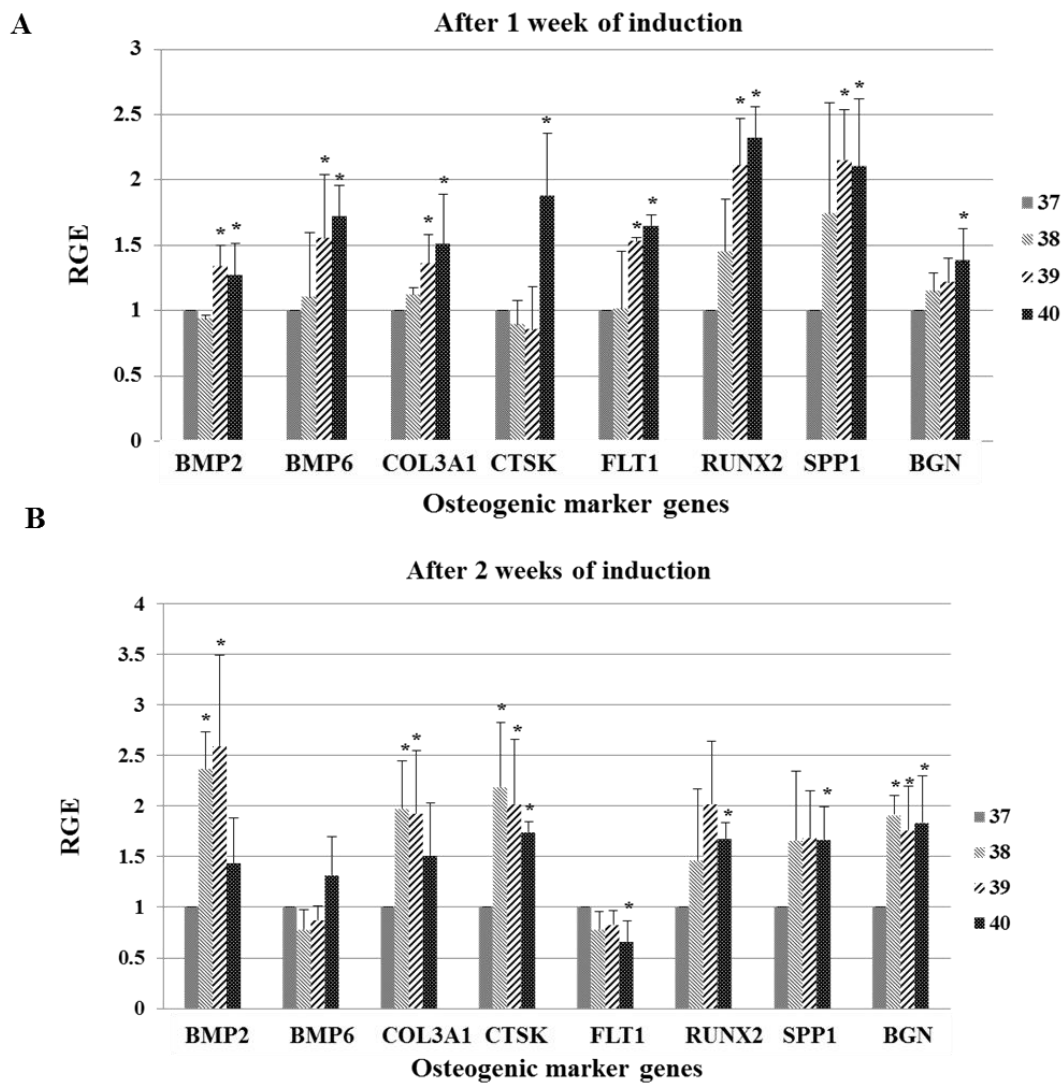 A
After 1 week of induction
3
2.5
2
1.5
1
0.5
0
RGE
* * * * * * * * * * * * * *
BMP2 BMP6 COL3A1 CTSK FLT1 RUNX2 SPP1 BGN
Osteogenic marker genes
37
38
39
40
B
After 2 weeks of induction
4
3.5
3
2.5
2
1.5
1
0.5
0
RGE
* * * * * * * * * * * * * 
BMP2 BMP6 COL3A1 CTSK FLT1 RUNX2 SPP1 BGN
Osteogenic marker genes
37
38
39
40